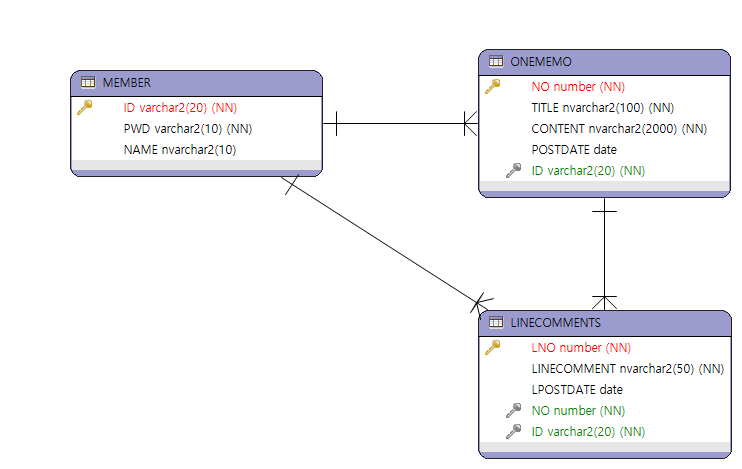 MEMBER
ID varchar2(20) (NN)
PWD varchar2(10) (NN)
NAME nvarchar2(10)
ONEMEMO
NO number (NN)
TITLE nvarchar2(100) (NN)
CONTENT nvarchar2(2000) (NN)
POSTDATE date
ID varchar2(20) (NN)
LINECOMMENTS
LNO number (NN)
LINECOMMENT nvarchar2(50) (NN)
LPOSTDATE date
NO number (NN)
ID varchar2(20) (NN)